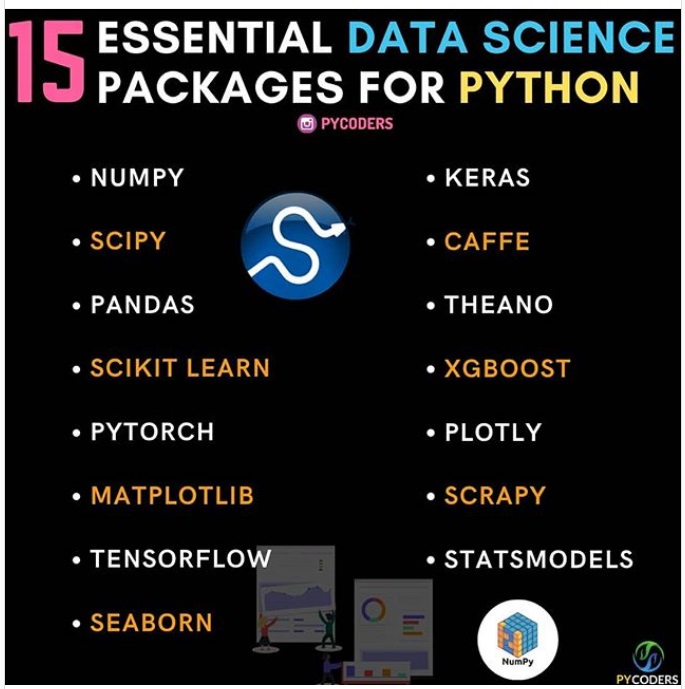 15 ESSENTIAL DATA SCIENCE
PACKAGES FOR PYTHON
PYCODERS
• NUMPY
• SCIPY
• PANDAS
• SCIKIT LEARN
• PYTORCH
• MATPLOTLIB
• TENSORFLOW
• SEABORN
• KERAS
• CAFFE
• THEANO
• XGBOOST
• PLOTLY
• SCRAPY
• STATSMODELS
NumPy
PYCODERS